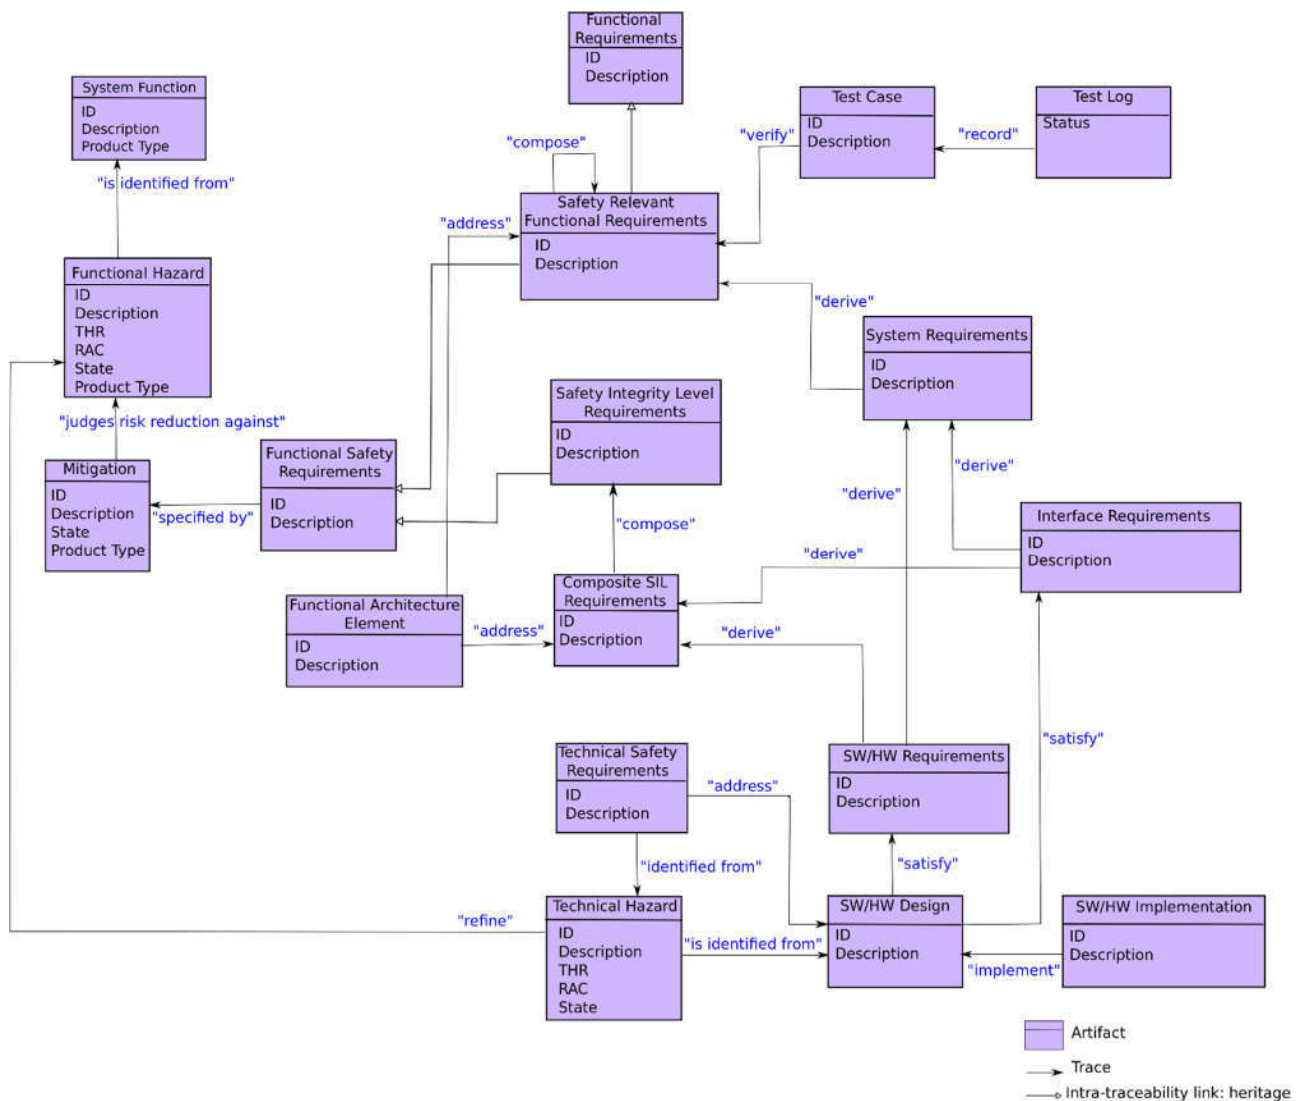 Functional
Requirements
ID
Description
System Function
ID
Description
Product Type
Test Case
ID
Description
Test Log
Status
"verify"
"record"
"compose"
"is identified from"
Safety Relevant
Functional Requirements
ID
Description
"address"
Functional Hazard
ID
Description
THR
RAC
State
Product Type
"derive"
System Requirements
ID
Description
Safety Integrity Level
Requirements
ID
Description
"judges risk reduction against"
Functional Safety
Requirements
ID
Description
Mitigation
ID
Description
State
Product Type
"specified by"
"derive"
"derive"
Interface Requirements
ID
Description
"compose"
"derive"
Composite SIL
Requirements
ID
Description
Functional Architecture
Element
ID
Description
"address"
"derive"
"satisfy"
Technical Safety
Requirements
ID
Description
"address"
SW/HW Requirements
ID
Description
"identified from"
"satisfy"
Technical Hazard
ID
Description
THR
RAC
State
"refine"
"is identified from"
SW/HW Design
ID
Description
SW/HW Implementation
ID
Description
"implement"
Artifact
Trace
Intra-traceability link: heritage